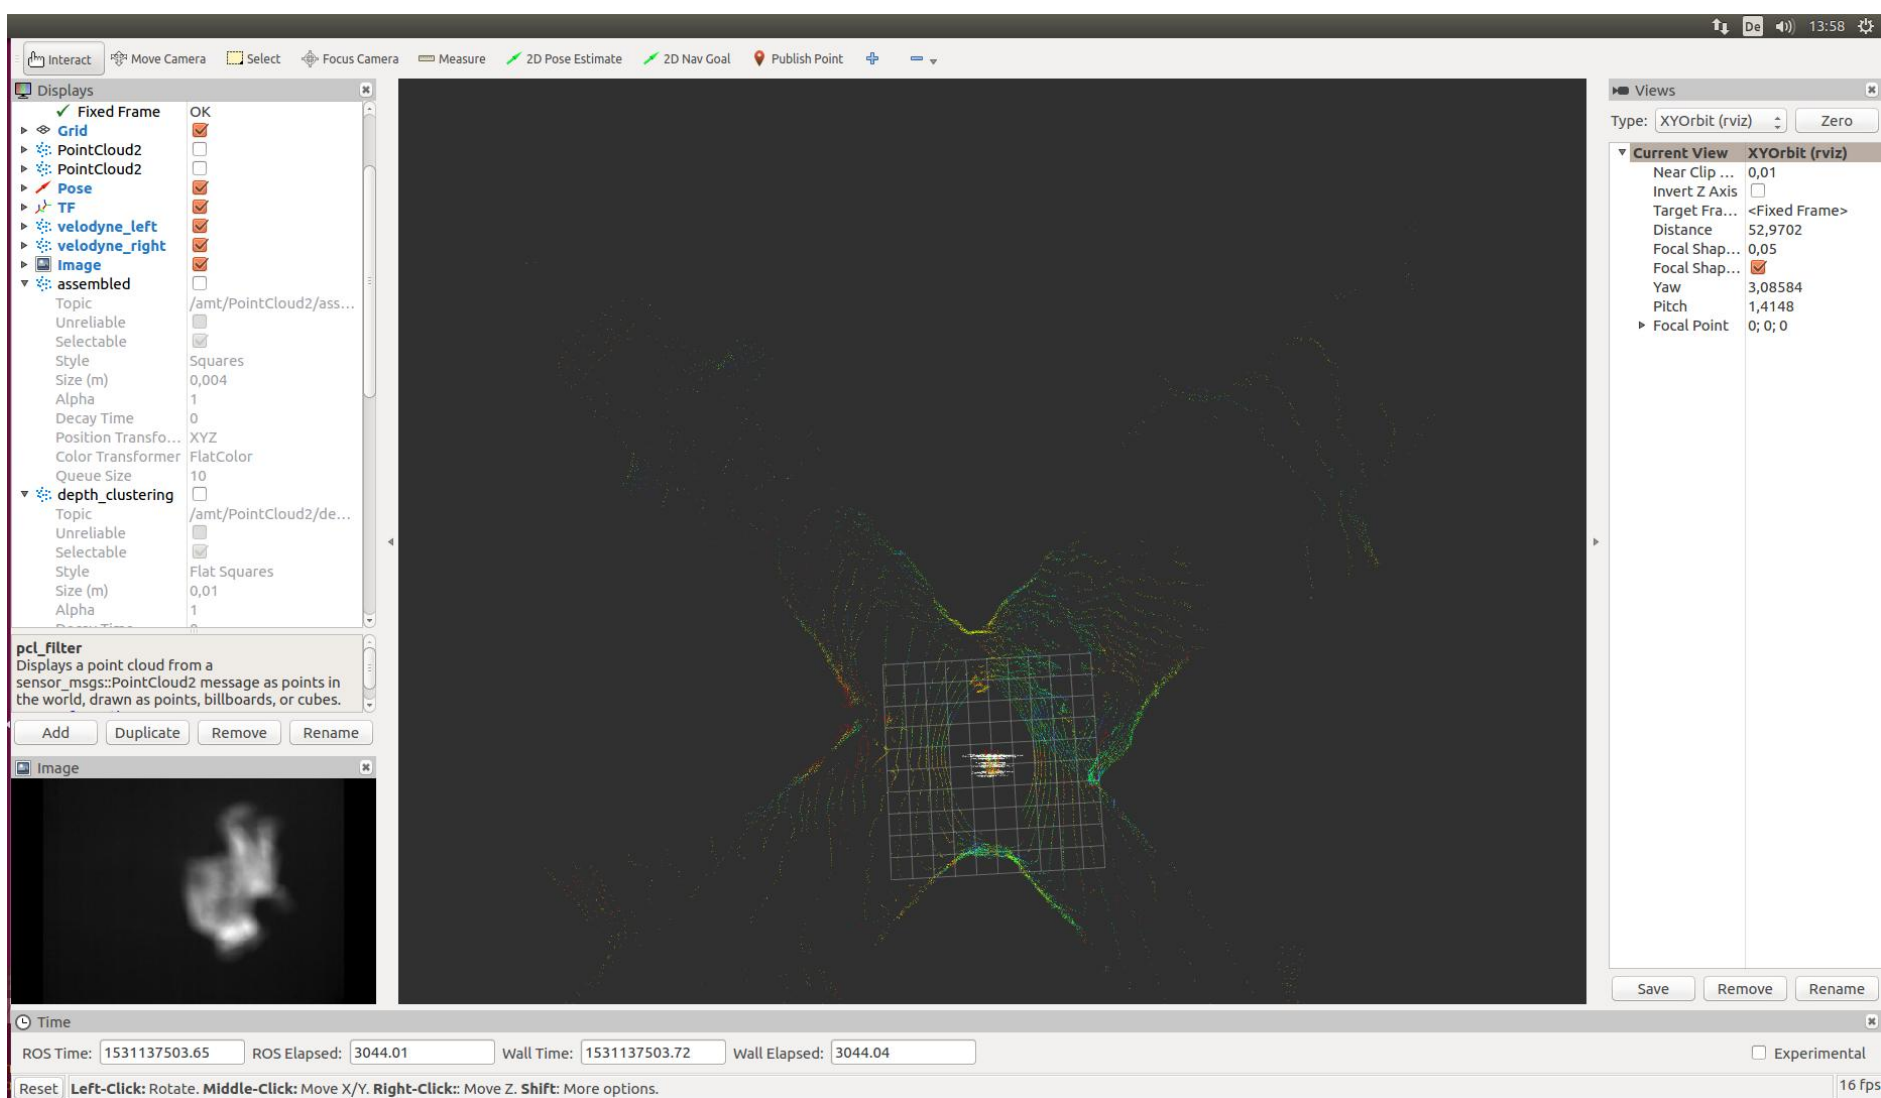 De 13:58
Interact Move Camera Select Focus Camera Measure 2D Pose Estimate 2D Nav Goal Publish Point
Displays
Fixed Frame OK
Grid
PointCloud2
PointCloud2
Pose
TF
velodyne_left
velodyne_right
Image
assembled
Topic /amt/PointCloud2/ass...
Unreliable
Selectable
Style Squares
Size (m) 0,004
Alpha 1
Decay Time 0
Position Transfo... XYZ
Color Transformer FlatColor
Queue Size 10
depth_clustering
Topic /amt/PointCloud2/de...
Unreliable
Selectable
Style Flat Squares
Size (m) 0,01
Alpha 1
pcl_filter
Displays a point cloud from a
sensor_msgs::PointCloud2 message as points in
the world, drawn as points, billboards, or cubes.
Add Duplicate Remove Rename
Image
Views
Type: XYOrbit (rviz) Zero
Current View XYOrbit (rviz)
Near Clip ... 0,01
Invert Z Axis
Target Fra... <Fixed Frame>
Distance 52,9702
Focal Shap... 0,05
Focal Shap...
Yaw 3,08584
Pitch 1,4148
Focal Point 0; 0; 0
Save Remove Rename
Time
ROS Time: 1531137503.65 ROS Elapsed: 3044.01 Wall Time: 1531137503.72 Wall Elapsed: 3044.04 Experimental
Reset Left-Click: Rotate. Middle-Click: Move X/Y. Right-Click:: Move Z. Shift: More options. 16 fps